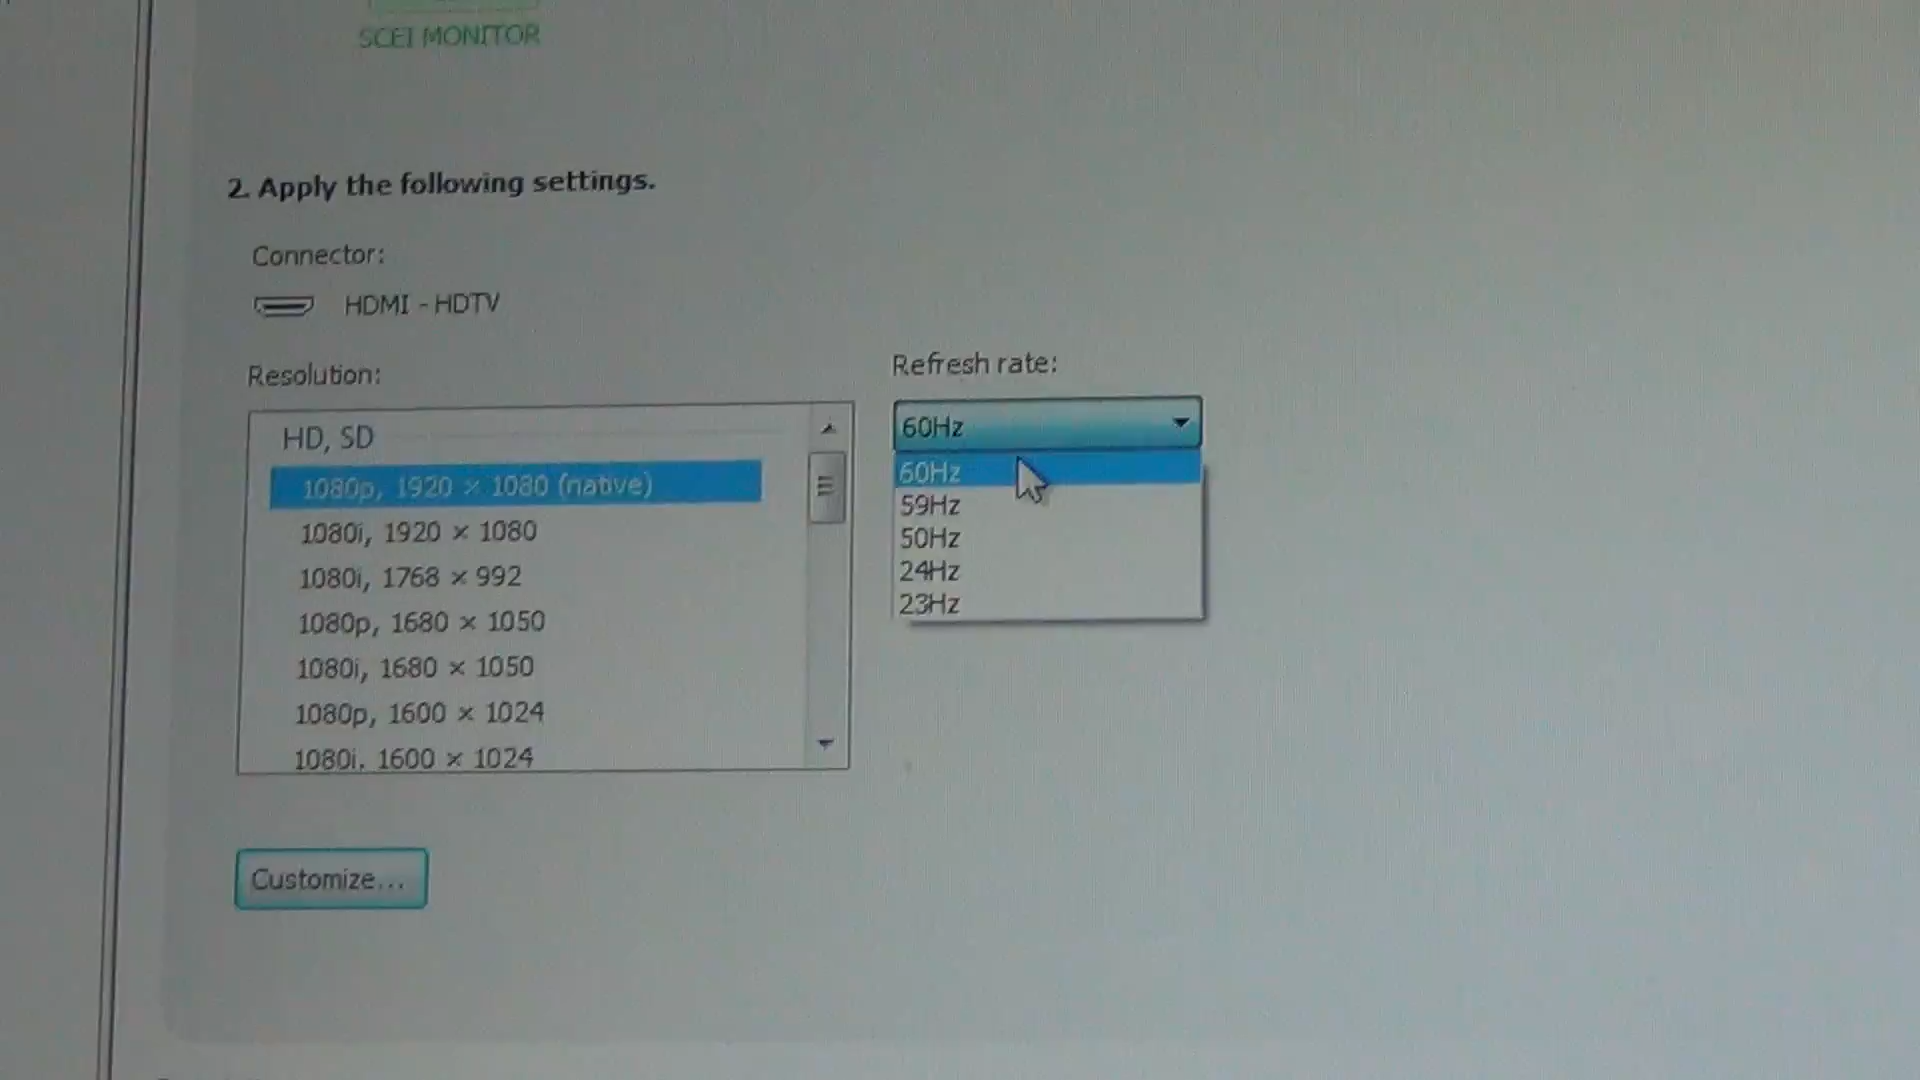 SCEI MONITOR
2. Apply the following settings.
Connector:
HDMI - HDTV
Resolution:
HD, SD
1080p, 1920 × 1080 (native)
1080i, 1920 × 1080
1080i, 1768 × 992
1080p, 1680 × 1050
1080i, 1680 × 1050
1080p, 1600 × 1024
1080i, 1600 × 1024
Refresh rate:
60Hz
60Hz
59Hz
50Hz
24Hz
23Hz
Customize...